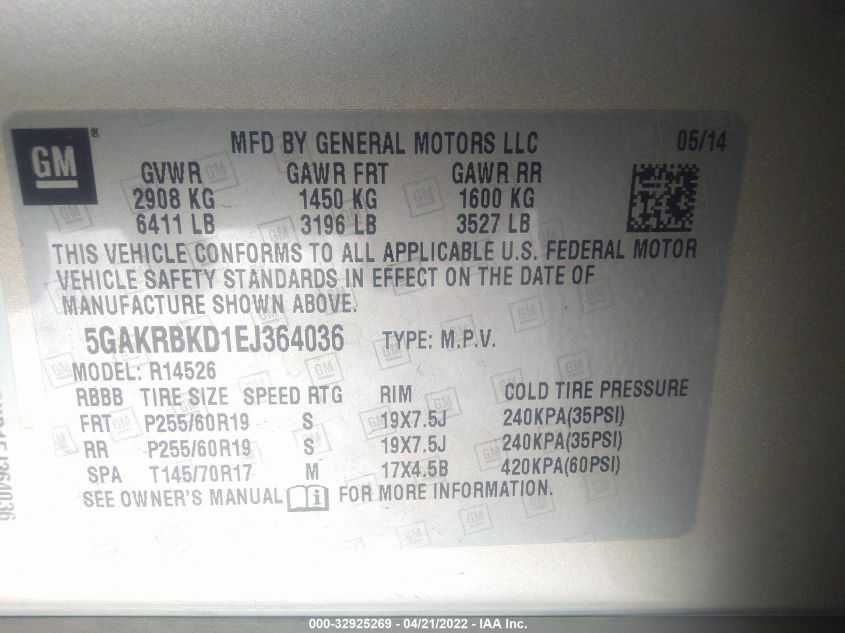 GM ®
MFD BY GENERAL MOTORS LLC 05/14
GVWR GAWR FRT GAWR RR
2908 KG 1450 KG 1600 KG
6411 LB 3196 LB 3527 LB
THIS VEHICLE CONFORMS TO ALL APPLICABLE U.S. FEDERAL MOTOR
VEHICLE SAFETY STANDARDS IN EFFECT ON THE DATE OF
MANUFACTURE SHOWN ABOVE.
5GAKRBKD1EJ364036 TYPE: M.P.V.
MODEL: R14526
RBBB TIRE SIZE SPEED RTG RIM COLD TIRE PRESSURE
FRT P255/60R19 S 19X7.5J 240KPA(35PSI)
RR P255/60R19 S 19X7.5J 240KPA(35PSI)
SPA T145/70R17 M 17X4.5B 420KPA(60PSI)
SEE OWNER'S MANUAL FOR MORE INFORMATION.
000-32925269 - 04/21/2022 - IAA Inc.